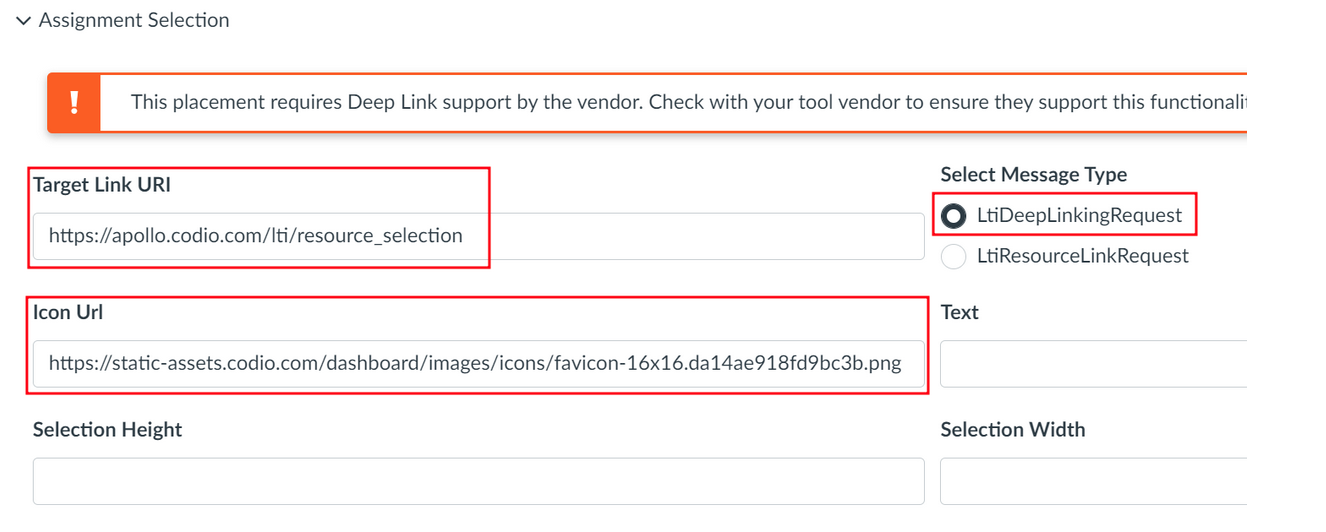 Assignment Selection
This placement requires Deep Link support by the vendor. Check with your tool vendor to ensure they support this
Target Link URI
https://apollo.codio.com/lti/resource_selection
Select Message Type
LtiDeepLinkingRequest
LtiResourceLinkRequest
Icon Url
https://static-assets.codio.com/dashboard/images/icons/favicon-16x16.da14ae918fd9bc3b.png
Text
Selection Height
Selection Width